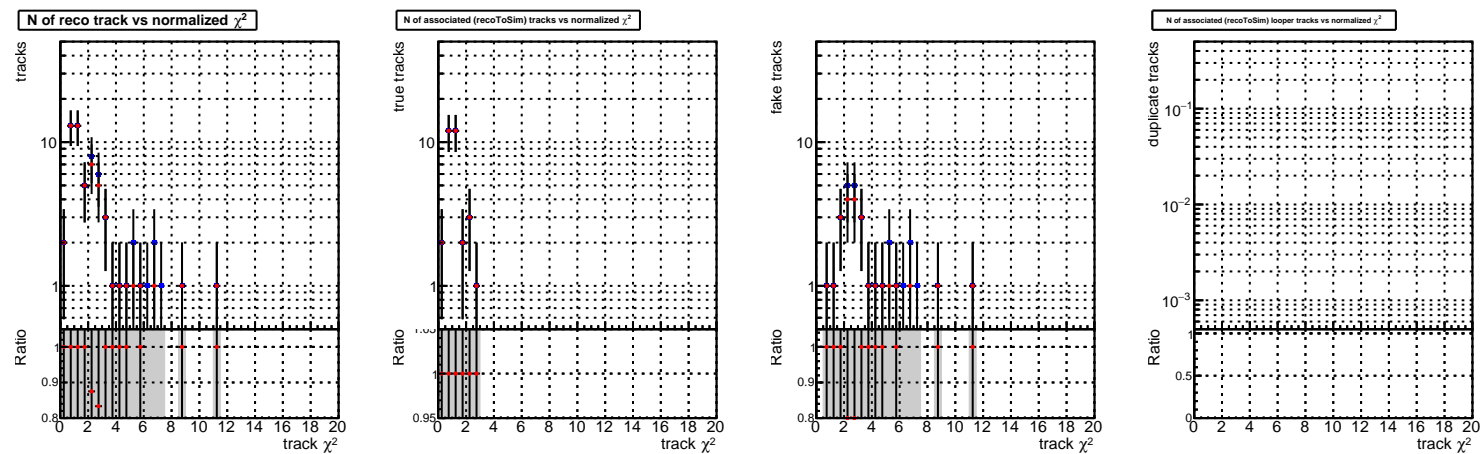 N of reco track vs normalized χ²
tracks
10
1
Ratio
1
0.9
0.8
0 2 4 6 8 10 12 14 16 18 20
track χ²
N of associated (recoToSim) tracks vs normalized χ²
true tracks
10
1
Ratio
1.05
1
0.95
0 2 4 6 8 10 12 14 16 18 20
track χ²
fake tracks
10
1
Ratio
1
0.9
0.8
0 2 4 6 8 10 12 14 16 18 20
track χ²
N of associated (recoToSim) looper tracks vs normalized χ²
duplicate tracks
10⁻¹
10⁻²
10⁻³
Ratio
1
0.5
0
0 2 4 6 8 10 12 14 16 18 20
track χ²